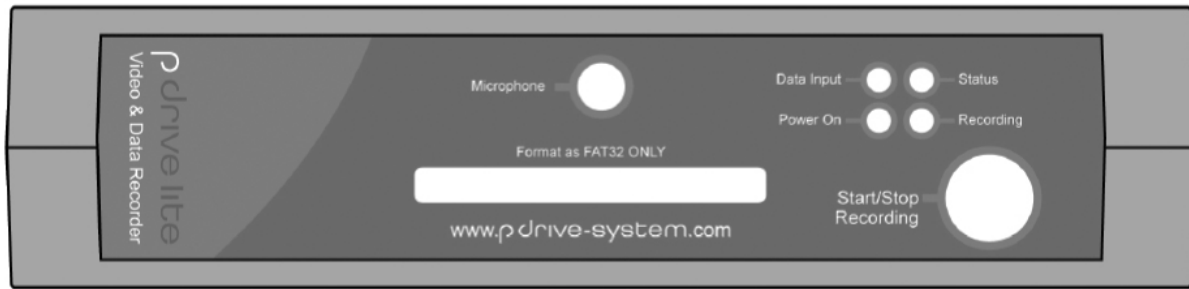 p drive lite
Video & Data Recorder
Microphone
Data Input
Status
Power On
Recording
Format as FAT32 ONLY
Start/Stop
Recording
www.p drive-system.com